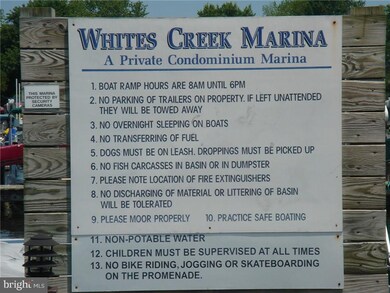 WHITES CREEK MARINA
A Private Condominium Marina
1. BOAT RAMP HOURS ARE 8AM UNTIL 6PM
2. NO PARKING OF TRAILERS ON PROPERTY. IF LEFT UNATTENDED
THEY WILL BE TOWED AWAY
3. NO OVERNIGHT SLEEPING ON BOATS
4. NO TRANSFERING OF FUEL
5. DOGS MUST BE ON LEASH. DROPPINGS MUST BE PICKED UP
6. NO FISH CARCASSES IN BASIN OR IN DUMPSTER
7. PLEASE NOTE LOCATION OF FIRE EXTINGUISHERS
8. NO DISCHARGING OF MATERIAL OR LITTERING OF BASIN
WILL BE TOLERATED
9. PLEASE MOOR PROPERLY 10. PRACTICE SAFE BOATING
11. NON-POTABLE WATER
12. CHILDREN MUST BE SUPERVISED AT ALL TIMES
13. NO BIKE RIDING, JOGGING OR SKATEBOARDING
ON THE PROMENADE.
THIS MARINA
PROTECTED BY
SECURITY
CAMERAS
brightMLS